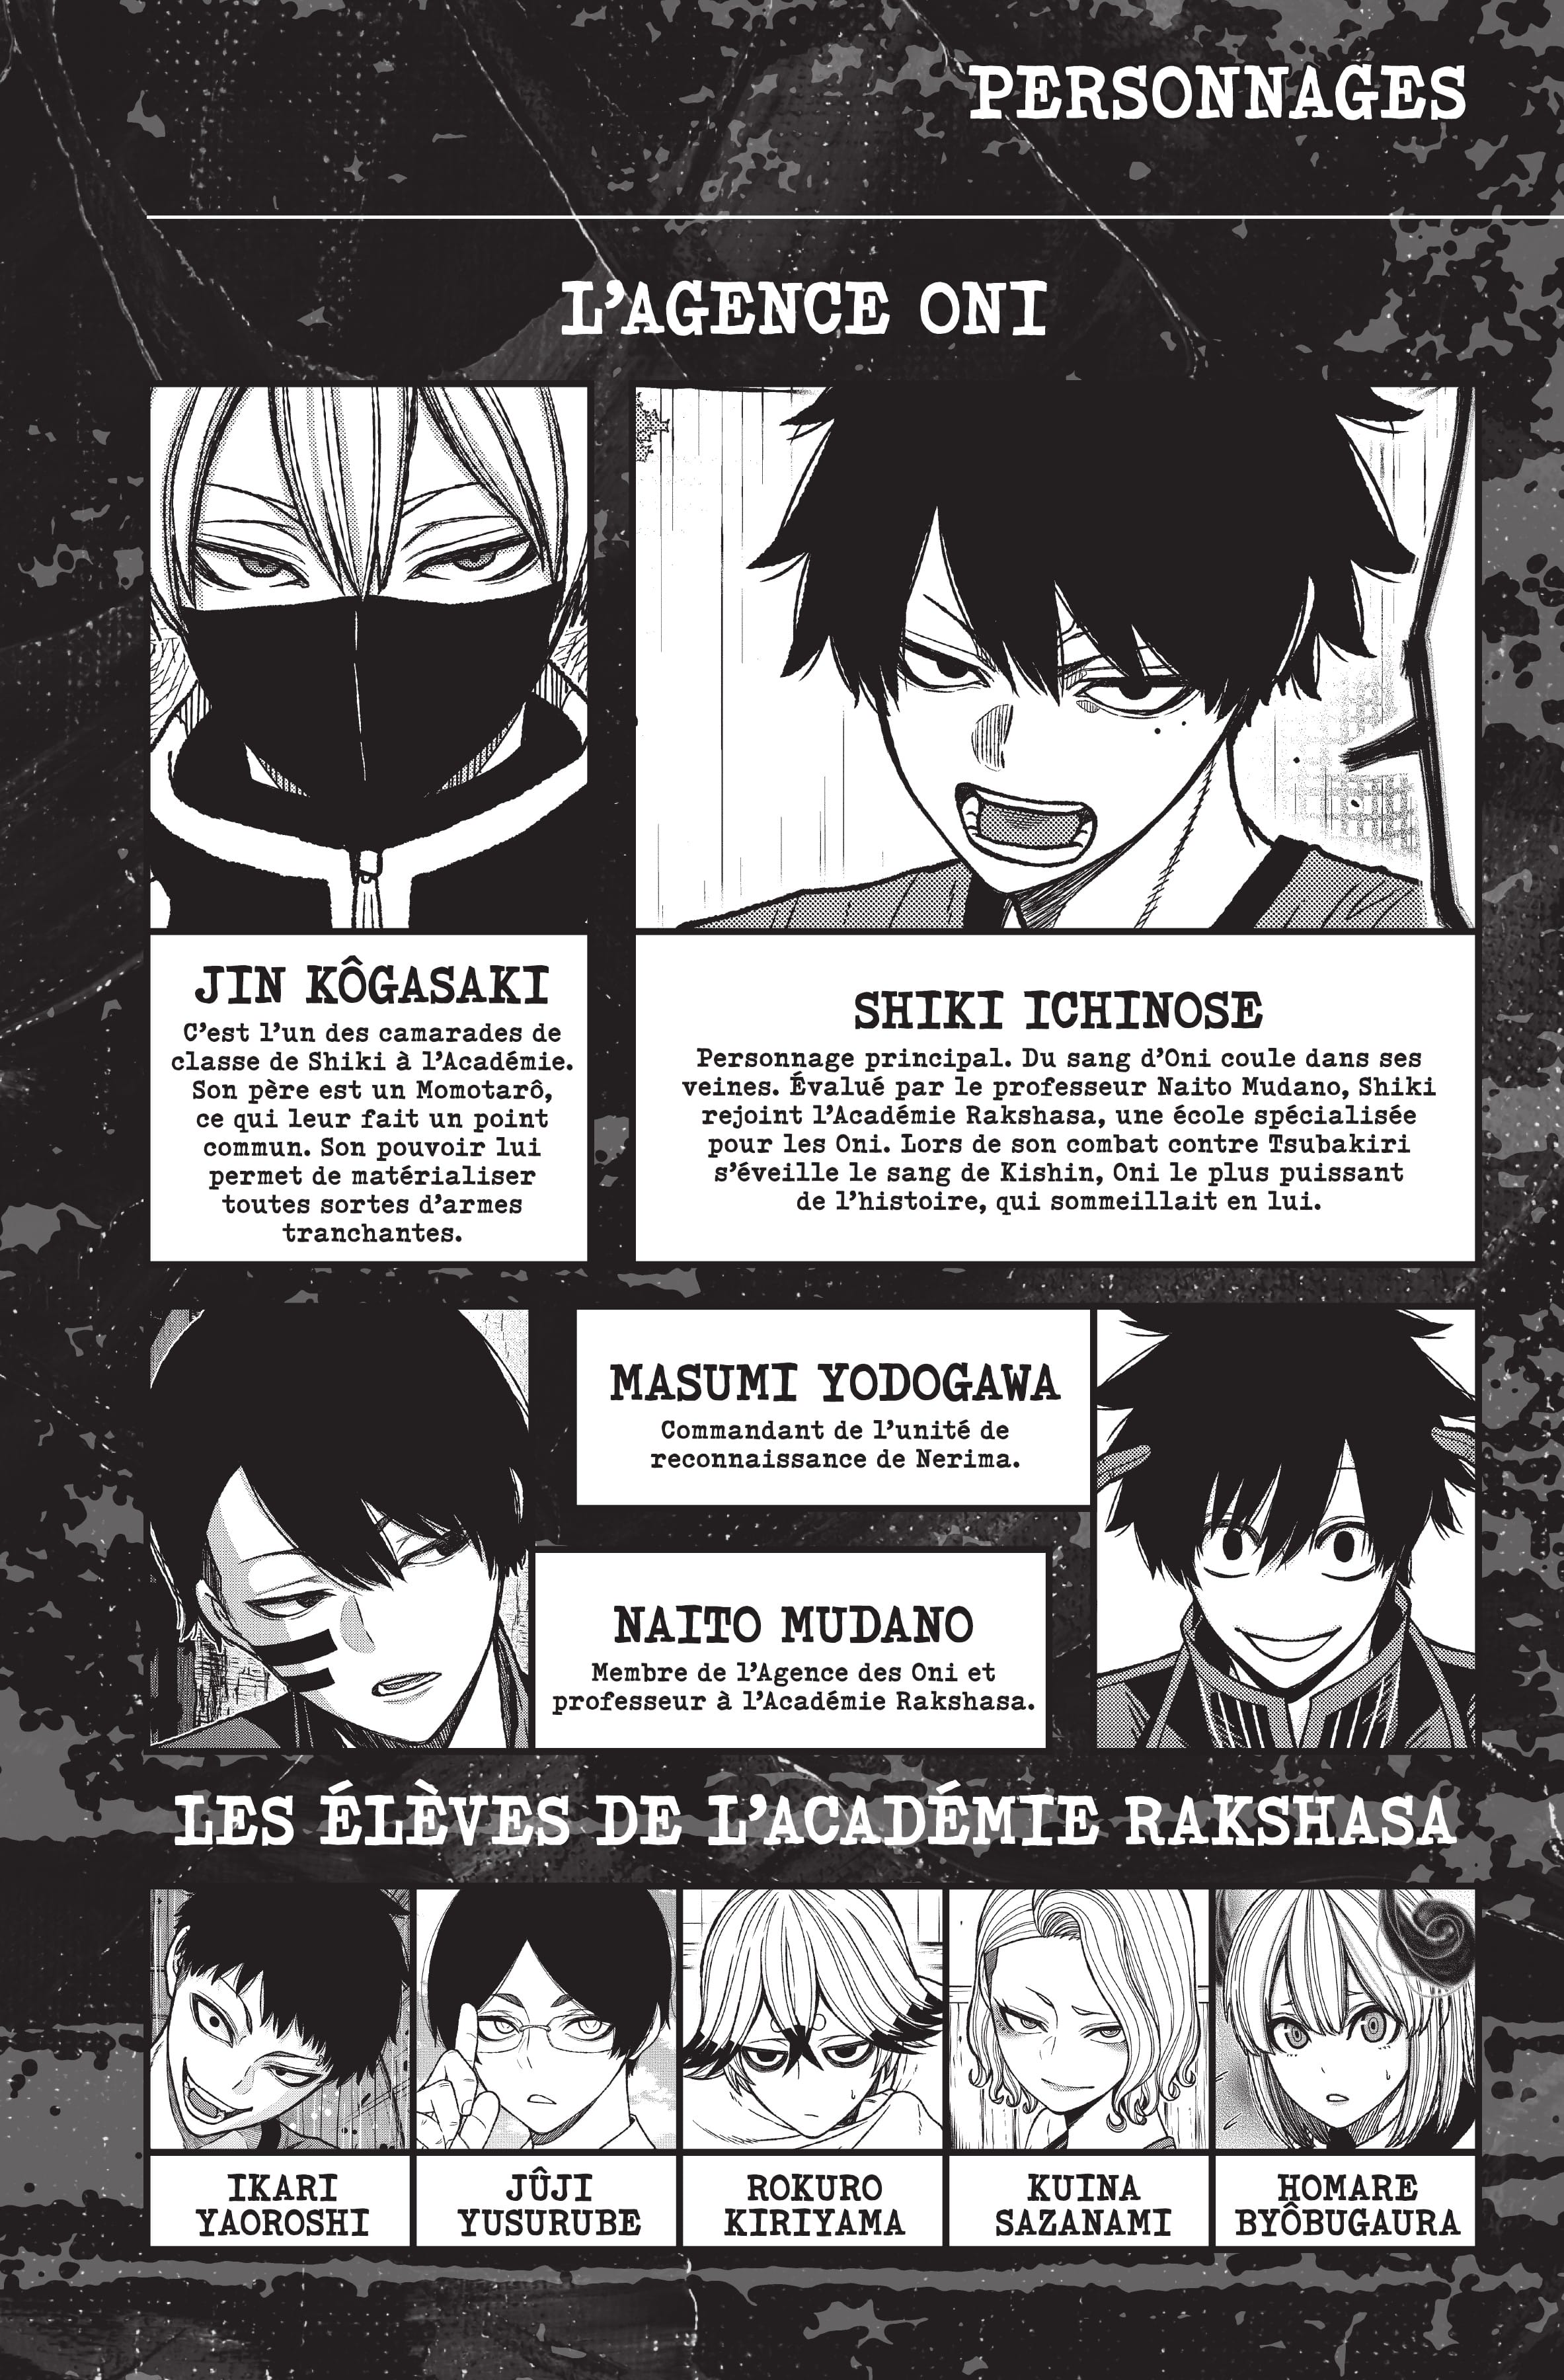 PERSONNAGES
L'AGENCE ONI
JIN KÔGASAKI
C'est l'un des camarades de
classe de Shiki à l'Académie.
Son père est un Momotarô,
ce qui leur fait un point
commun. Son pouvoir lui
permet de matérialiser
toutes sortes d'armes
tranchantes.
SHIKI ICHINOSE
Personnage principal. Du sang d'Oni coule dans ses
veines. Évalué par le professeur Naito Mudano, Shiki
rejoint l'Académie Rakshasa, une école spécialisée
pour les Oni. Lors de son combat contre Tsubakiri
s'éveille le sang de Kishin, Oni le plus puissant
de l'histoire, qui sommeillait en lui.
MASUMI YODOGAWA
Commandant de l'unité de
reconnaissance de Nerima.
NAITO MUDANO
Membre de l'Agence des Oni et
professeur à l'Académie Rakshasa.
LES ÉLÈVES DE L'ACADÉMIE RAKSHASA
IKARI
YAOROSHI
JÛJI
YUSURUBE
ROKURO
KIRIYAMA
KUINA
SAZANAMI
HOMARE
BYÔBUGAURA